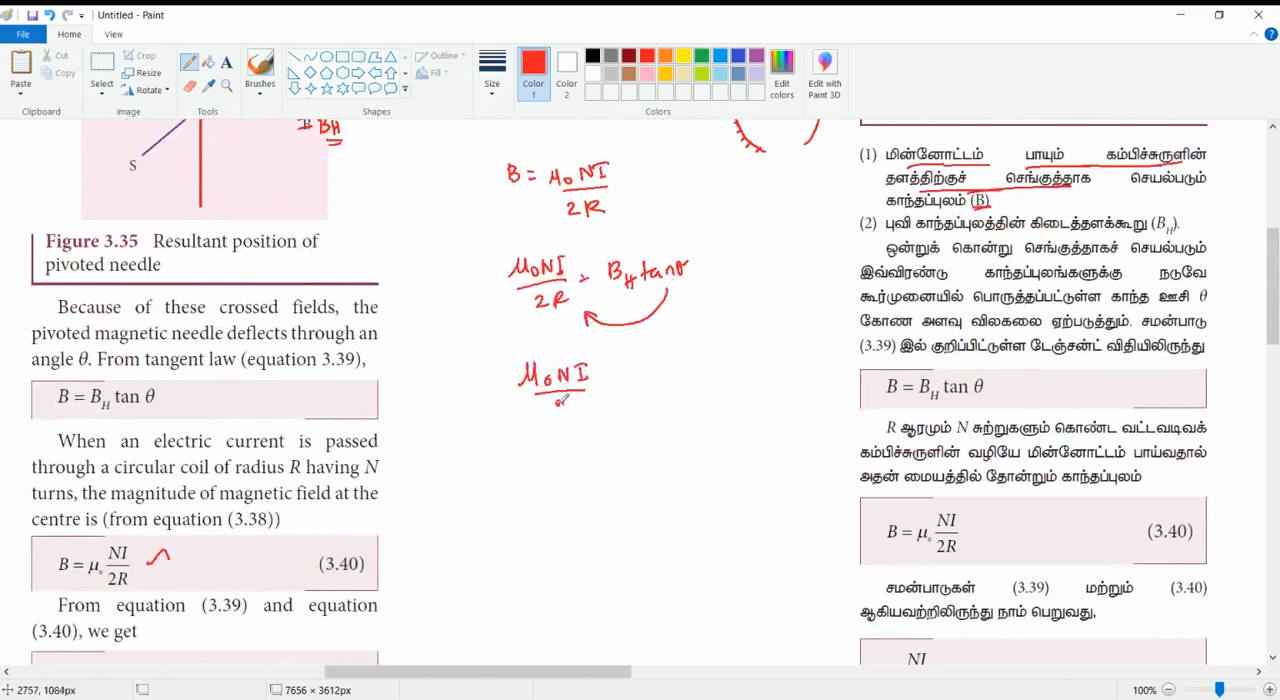 Untitled - Paint
File
Home
View
Paste
Cut
Copy
Clipboard
Select
Crop
Resize
Rotate
Image
Tools
Brushes
Shapes
Outline
Fill
Size
Color 1
Color 2
Colors
Edit colors
Edit with Paint 3D
B BH
S
Figure 3.35 Resultant position of
pivoted needle
Because of these crossed fields, the
pivoted magnetic needle deflects through an
angle θ. From tangent law (equation 3.39),
B = B_H tan θ
When an electric current is passed
through a circular coil of radius R having N
turns, the magnitude of magnetic field at the
centre is (from equation (3.38))
B = μ∘ NI/2R (3.40)
From equation (3.39) and equation
(3.40), we get
B = μ₀NI/2R
μ₀NI/2R = B_H tanθ
μ₀NI
(1) மின்னோட்டம் பாயும் கம்பிச்சுருளின்
தளத்திற்குச் செங்குத்தாக செயல்படும்
காந்தப்புலம் (B)
(2) புவி காந்தப்புலத்தின் கிடைத்தளக்கூறு (B_H).
ஒன்றுக் கொன்று செங்குத்தாகச் செயல்படும்
இவ்விரண்டு காந்தப்புலங்களுக்கு நடுவே
கூர்முனையில் பொருத்தப்பட்டுள்ள காந்த ஊசி θ
கோண அளவு விலகலை ஏற்படுத்தும். சமன்பாடு
(3.39) இல் குறிப்பிட்டுள்ள டேஞ்சன்ட் விதியிலிருந்து
B = B_H tan θ
R ஆரமும் N சுற்றுகளும் கொண்ட வட்டவடிவக்
கம்பிச்சுருளின் வழியே மின்னோட்டம் பாய்வதால்
அதன் மையத்தில் தோன்றும் காந்தப்புலம்
B = μ∘ NI/2R (3.40)
சமன்பாடுகள் (3.39) மற்றும் (3.40)
ஆகியவற்றிலிருந்து நாம் பெறுவது,
NI
2757, 1084px
7656 × 3612px
100%